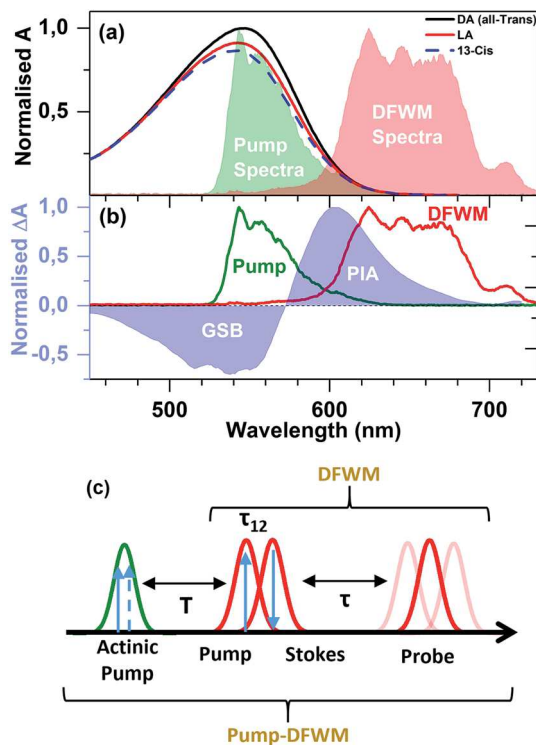 (a)
DA (all-Trans)
LA
13-Cis
Normalised A
1,0
0,5
Pump
Spectra
DFWM
Spectra
(b)
Normalised ΔA
1,0
0,5
0,0
-0,5
Pump
DFWM
PIA
GSB
500 600 700
Wavelength (nm)
(c)
DFWM
τ12
T
τ
Actinic
Pump
Pump Stokes Probe
Pump-DFWM